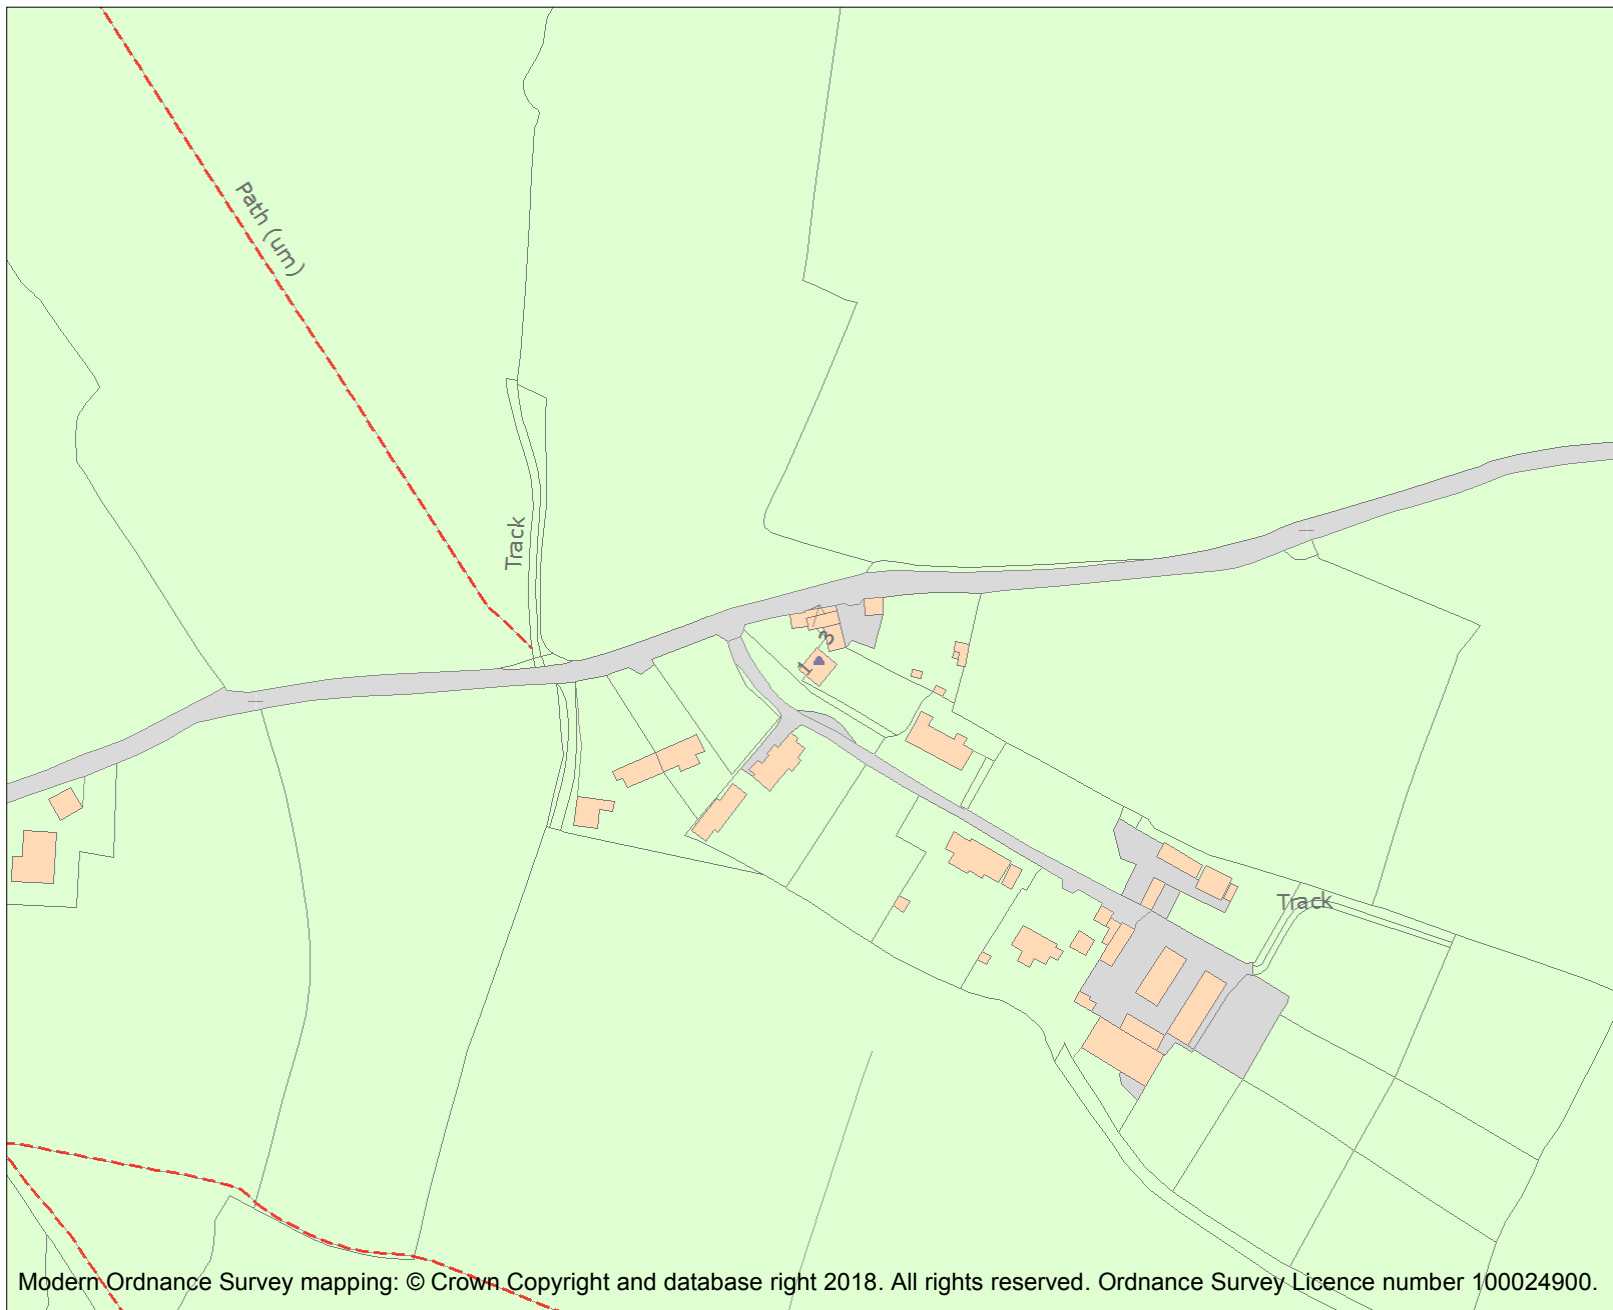 Path (um)
Track
3
1
Track
Modern Ordnance Survey mapping: © Crown Copyright and database right 2018. All rights reserved. Ordnance Survey Licence number 100024900.